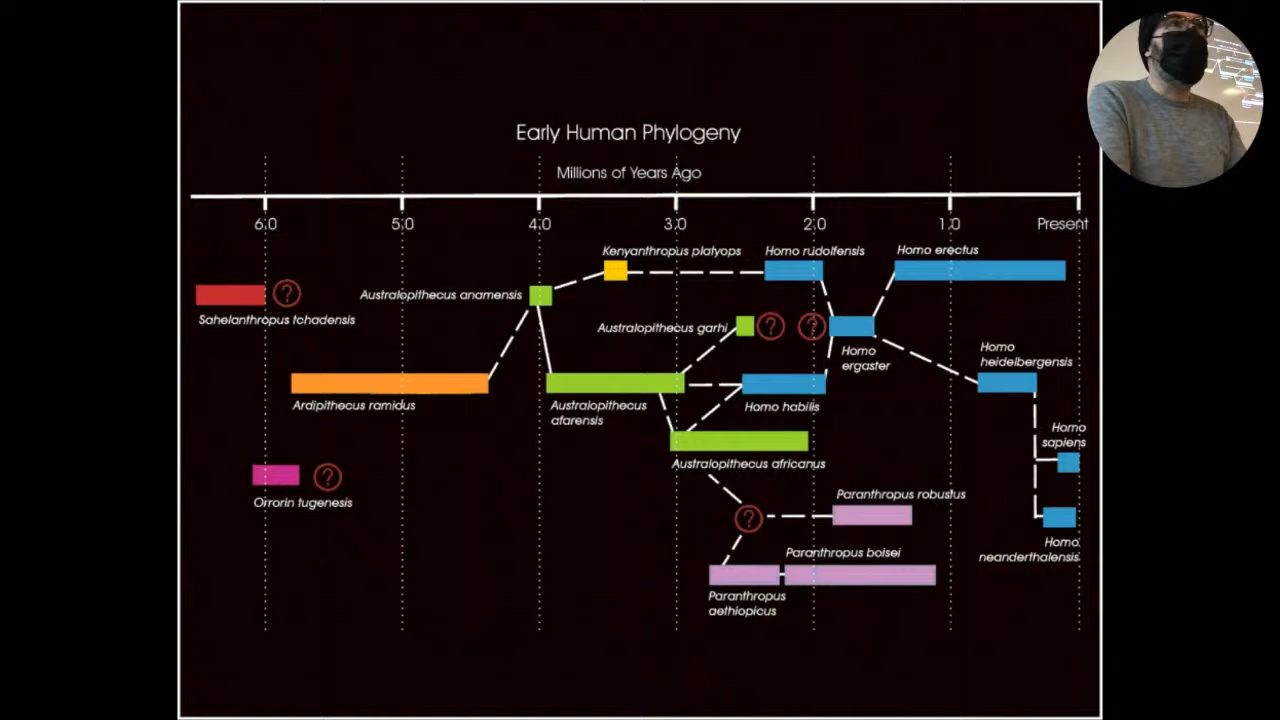 Early Human Phylogeny
Millions of Years Ago
6.0 5.0 4.0 3.0 2.0 1.0 Present
Kenyanthropus platyops
Homo rudolfensis
Homo erectus
Sahelanthropus tchadensis
?
Australopithecus anamensis
Australopithecus garhi
?
?
Homo
ergaster
Homo
heidelbergensis
Ardipithecus ramidus
Australopithecus
afarensis
Homo habilis
Homo
sapiens
Australopithecus africanus
Orrorin tugenesis
?
?
Paranthropus robustus
Homo
neanderthalensis
Paranthropus boisei
Paranthropus
aethiopicus